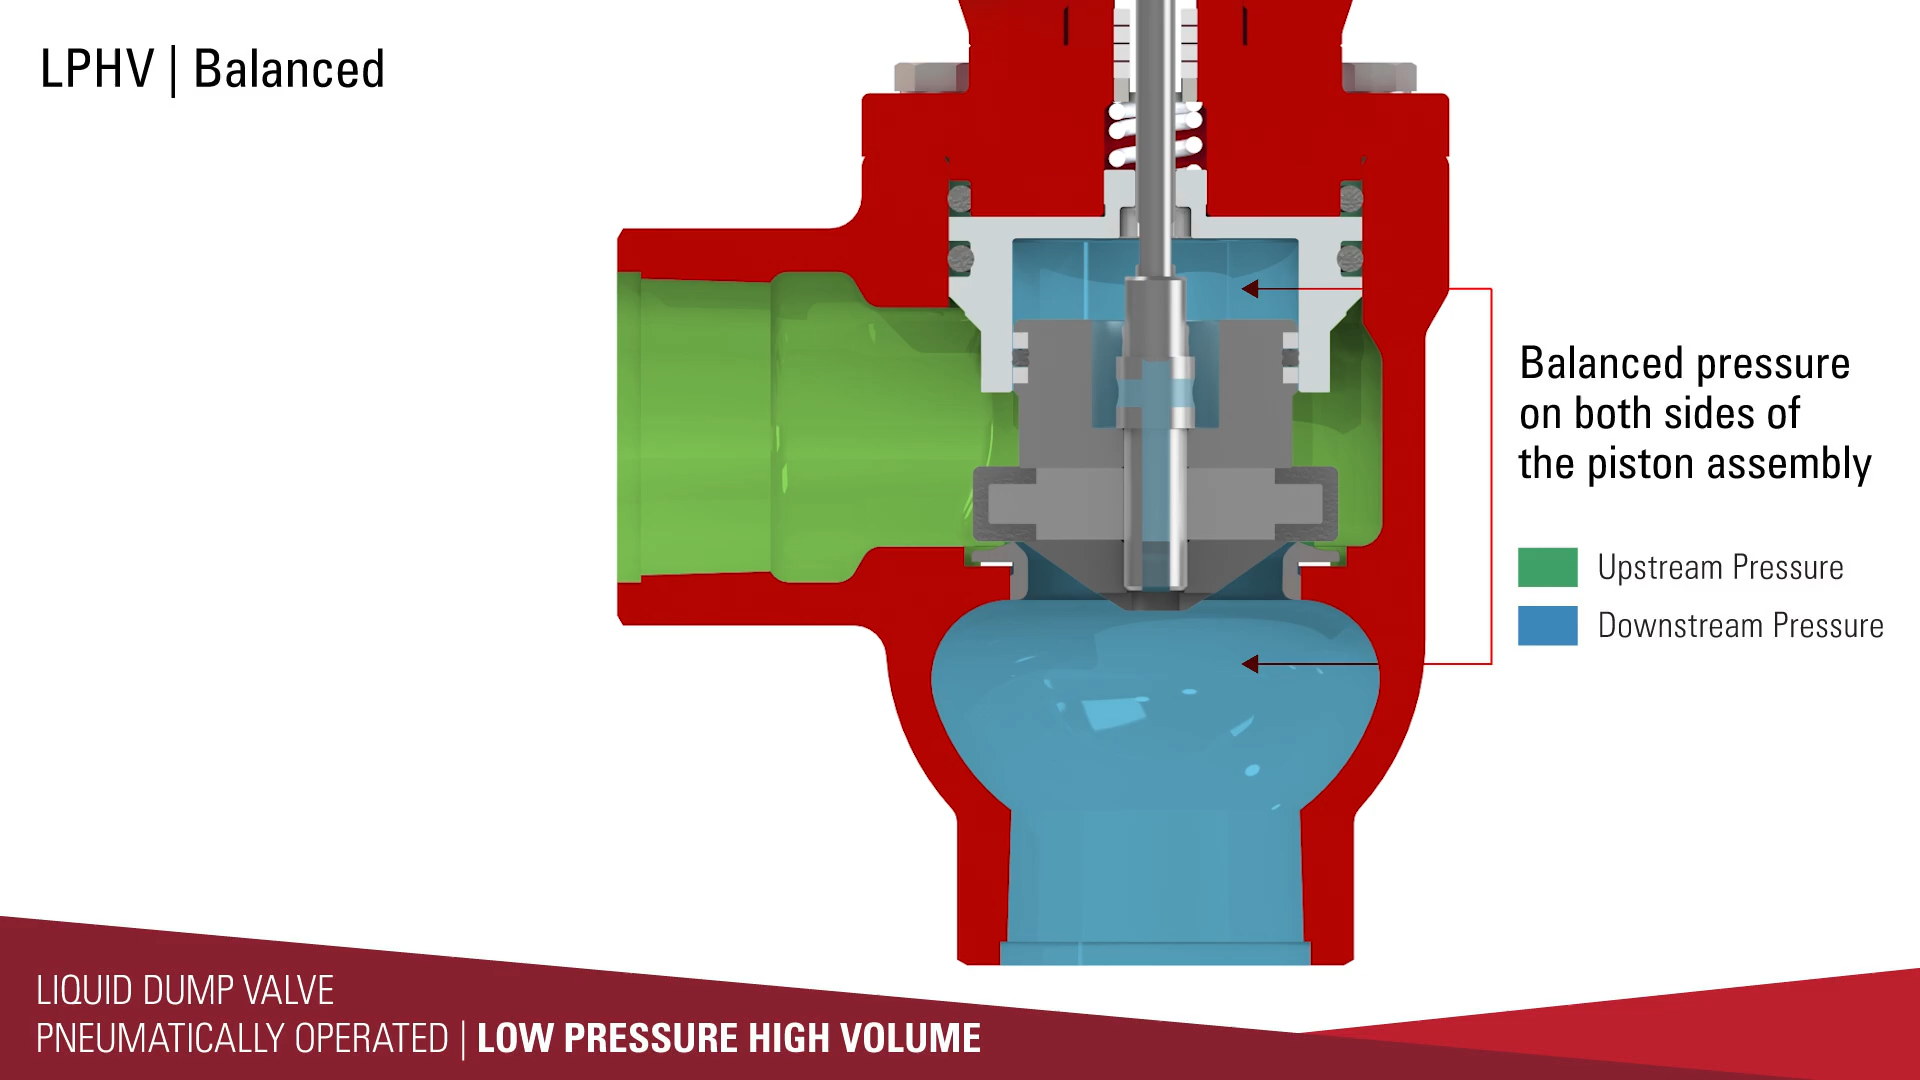 LPHV | Balanced
Balanced pressure
on both sides of
the piston assembly
Upstream Pressure
Downstream Pressure
LIQUID DUMP VALVE
PNEUMATICALLY OPERATED | LOW PRESSURE HIGH VOLUME